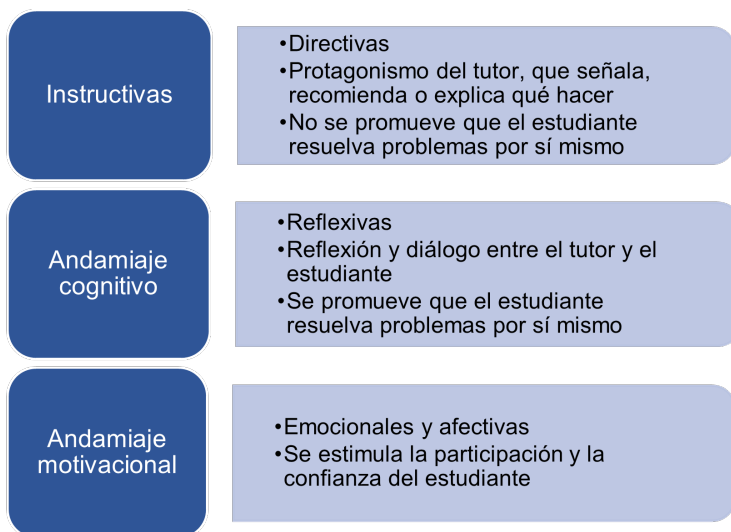 Instructivas
•Directivas
•Protagonismo del tutor, que señala,
recomienda o explica qué hacer
•No se promueve que el estudiante
resuelva problemas por sí mismo
Andamiaje
cognitivo
•Reflexivas
•Reflexión y diálogo entre el tutor y el
estudiante
•Se promueve que el estudiante
resuelva problemas por sí mismo
Andamiaje
motivacional
•Emocionales y afectivas
•Se estimula la participación y la
confianza del estudiante